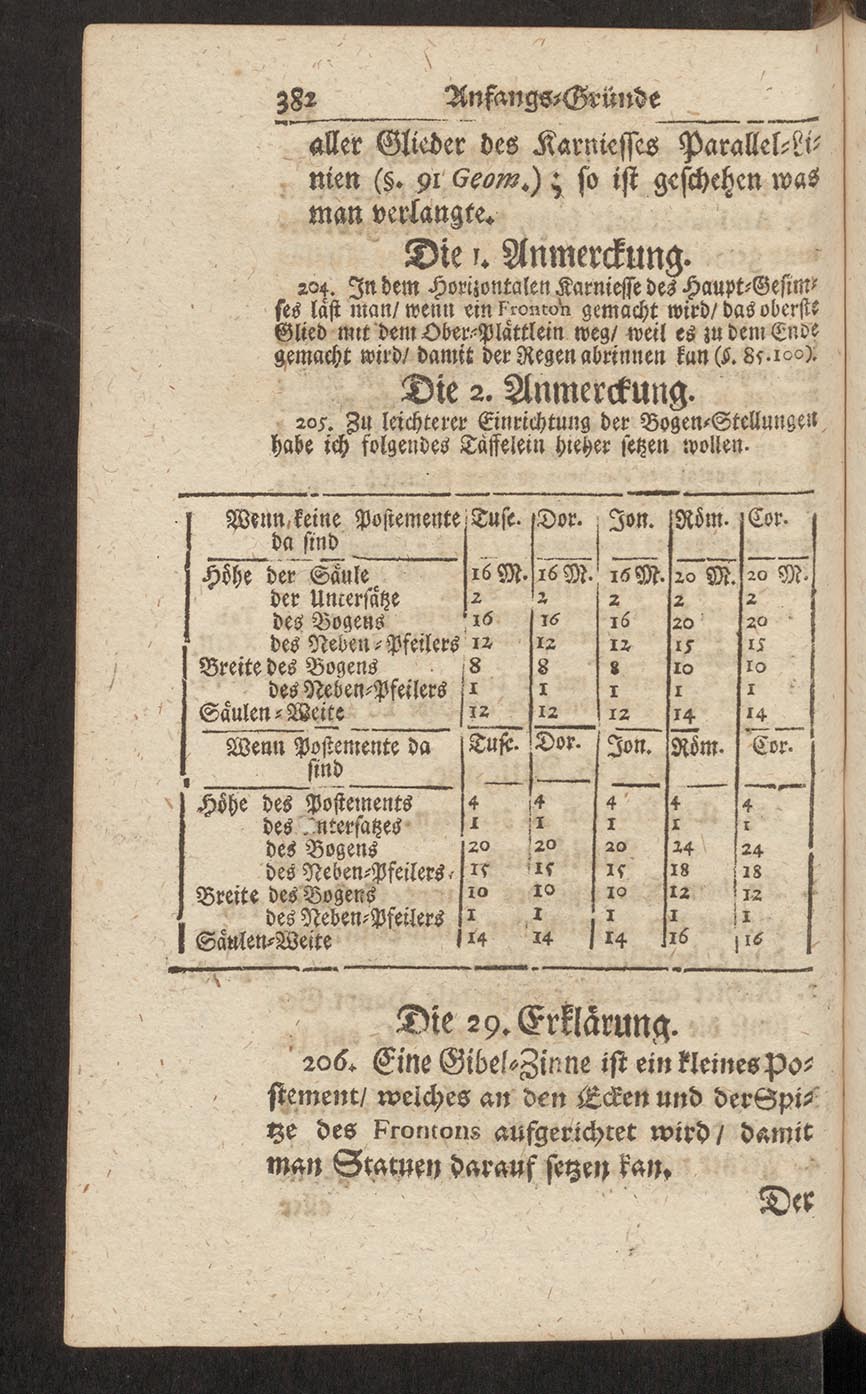 382 Anfangs-Gründe
aller Glieder des Karniesses Parallel-Li-
nien (§. 91 Geom.) ; so ist geschehen was
man verlangte.
Die 1. Anmerckung.
204. In dem Horizontalen Karniesse des Haupt-Gesim-
ses läst man/ wenn ein Fronton gemacht wird/ das oberste
Glied mit dem Ober-Plättlein weg/ weil es zu dem Ende
gemacht wird/ damit der Regen abrinnen kan (§. 85.100).
Die 2. Anmerckung.
205. Zu leichterer Einrichtung der Bogen-Stellungen
habe ich folgendes Täffelein hieher setzen wollen.
Wenn keine Postemente Tusc. Dor. Jon. Röm. Cor.
da sind
Höhe der Säule 16 M. 16 M. 16 M. 20 M. 20 M.
der Untersätze 2 2 2 2 2
des Bogens 16 16 16 20 20
des Neben-Pfeilers 12 12 12 15 15
Breite des Bogens 8 8 8 10 10
des Neben-Pfeilers 1 1 1 1 1
Säulen-Weite 12 12 12 14 14
Wenn Postemente da Tusc. Dor. Jon. Röm. Cor.
sind
Höhe des Postements 4 4 4 4 4
des ntersatzes 1 1 1 1 1
des Bogens 20 20 20 24 24
des Neben-Pfeilers 15 15 15 18 18
Breite des Bogens 10 10 10 12 12
des Neben-Pfeilers 1 1 1 1 1
Säulen-Weite 14 14 14 16 16
Die 29. Erklärung.
206. Eine Gibel-Zinne ist ein kleines Po-
stement/ welches an den Ecken und der Spi-
tze des Frontons aufgerichtet wird/ damit
man Statuen darauf setzen kan.
Der